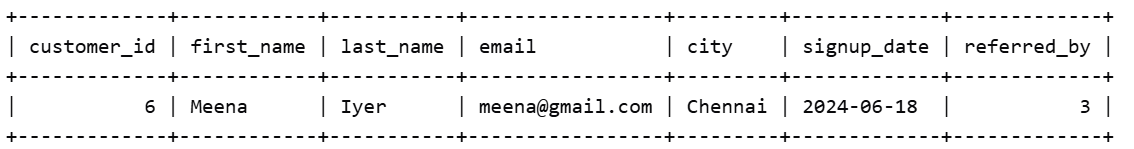 +-------------+------------+-----------+-----------------+---------+-------------+-------------+
| customer_id | first_name | last_name | email           | city    | signup_date | referred_by |
+-------------+------------+-----------+-----------------+---------+-------------+-------------+
|           6 | Meena      | Iyer      | meena@gmail.com | Chennai | 2024-06-18  |           3 |
+-------------+------------+-----------+-----------------+---------+-------------+-------------+